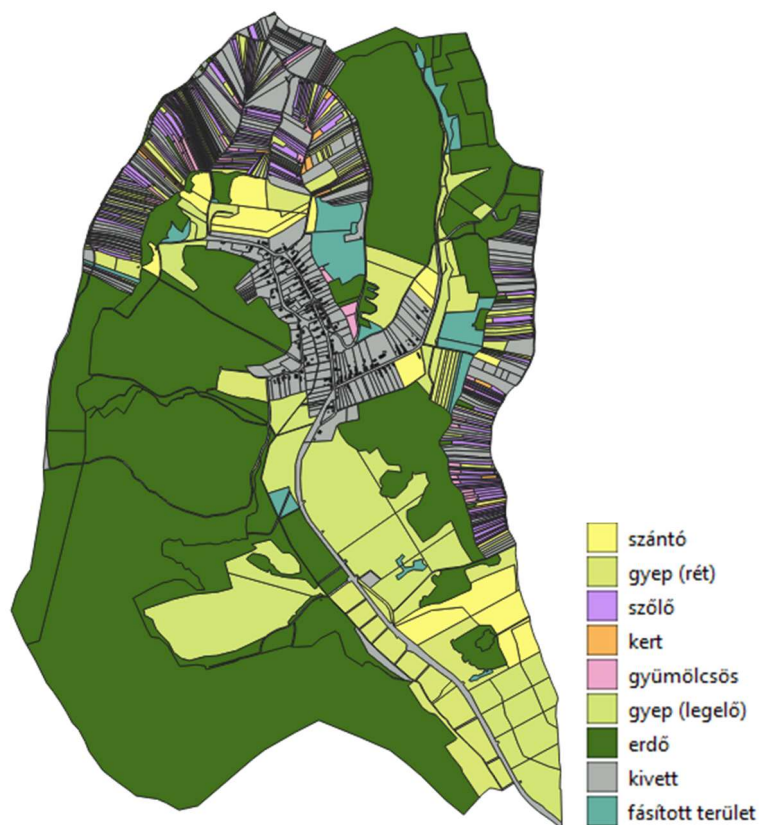 szántó
gyep (rét)
szőlő
kert
gyümölcsös
gyep (legelő)
erdő
kivett
fásított terület